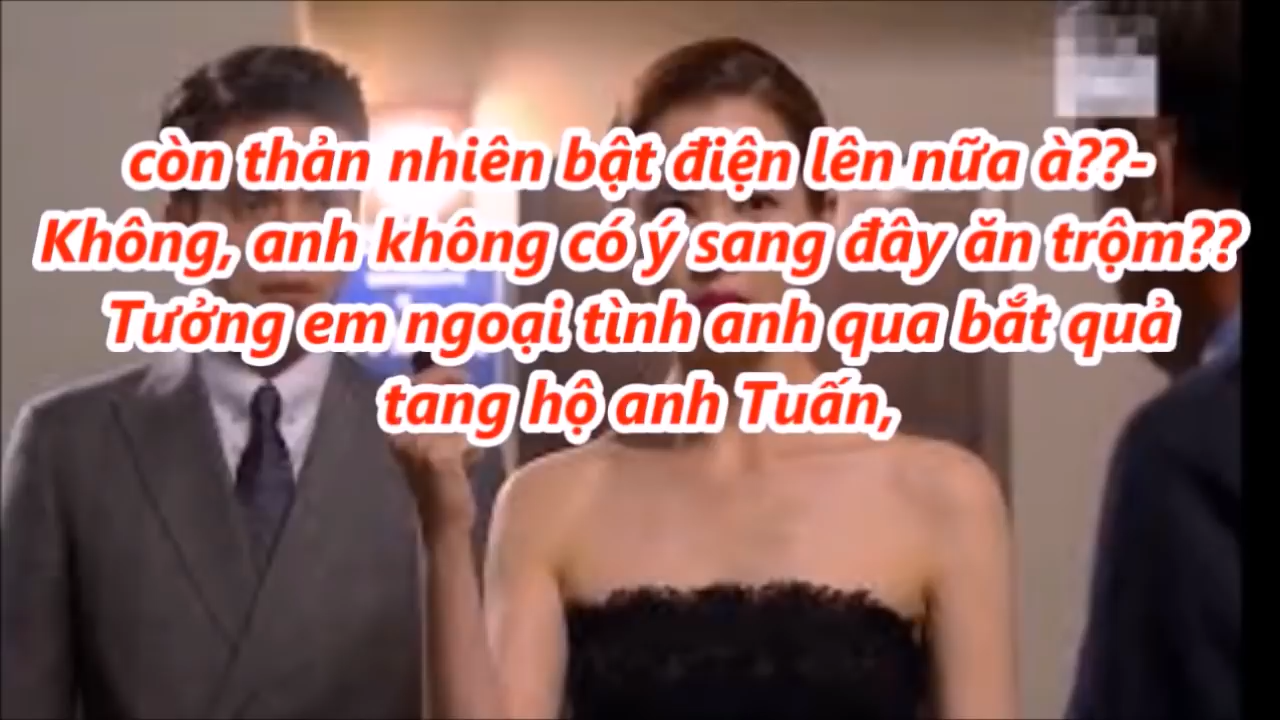 còn thản nhiên bật điện lên nữa à??-
Không, anh không có ý sang đây ăn trộm??
Tưởng em ngoại tình anh qua bắt quả
tang hộ anh Tuấn,